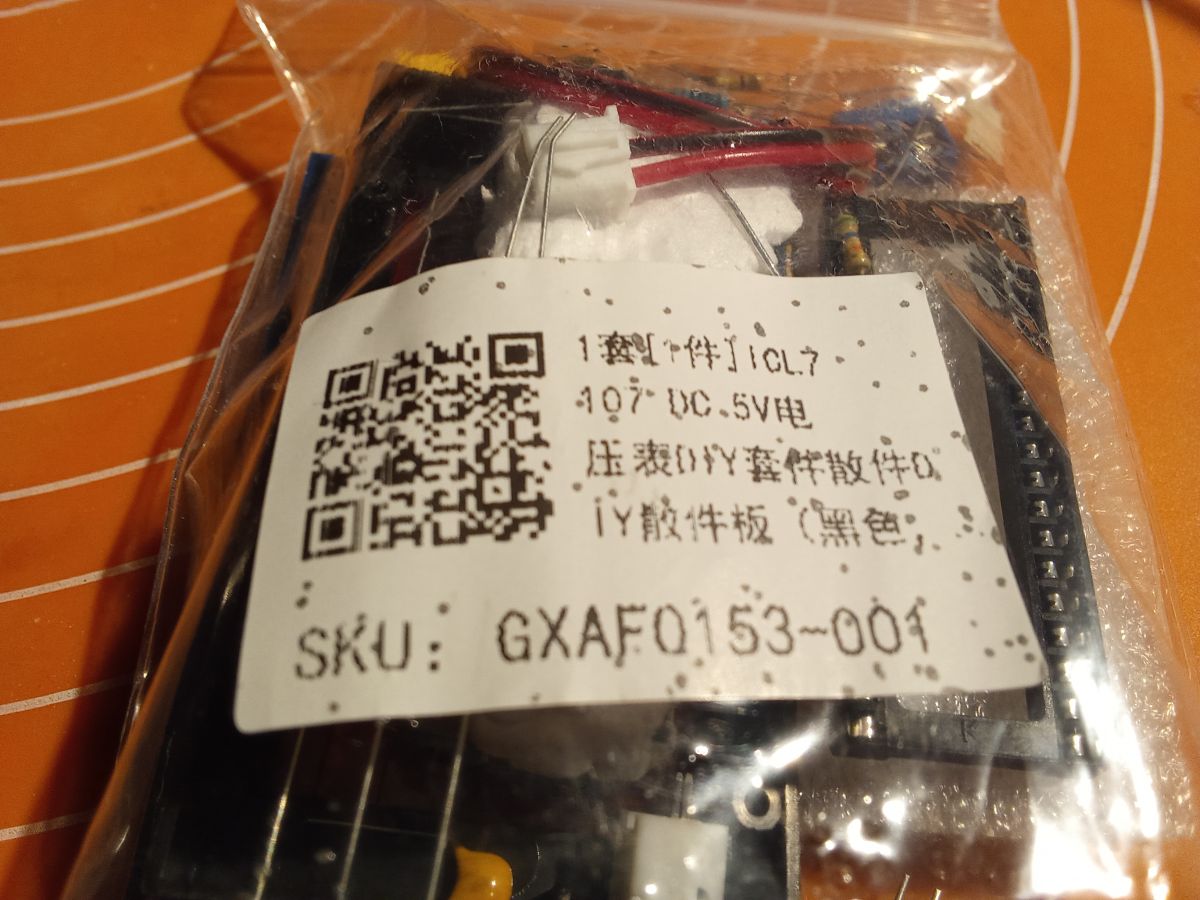 1套[1件]ICL7
107 DC 5V电
压表DIY套件散件D
IY散件板（黑色,
SKU: GXAF0153-001